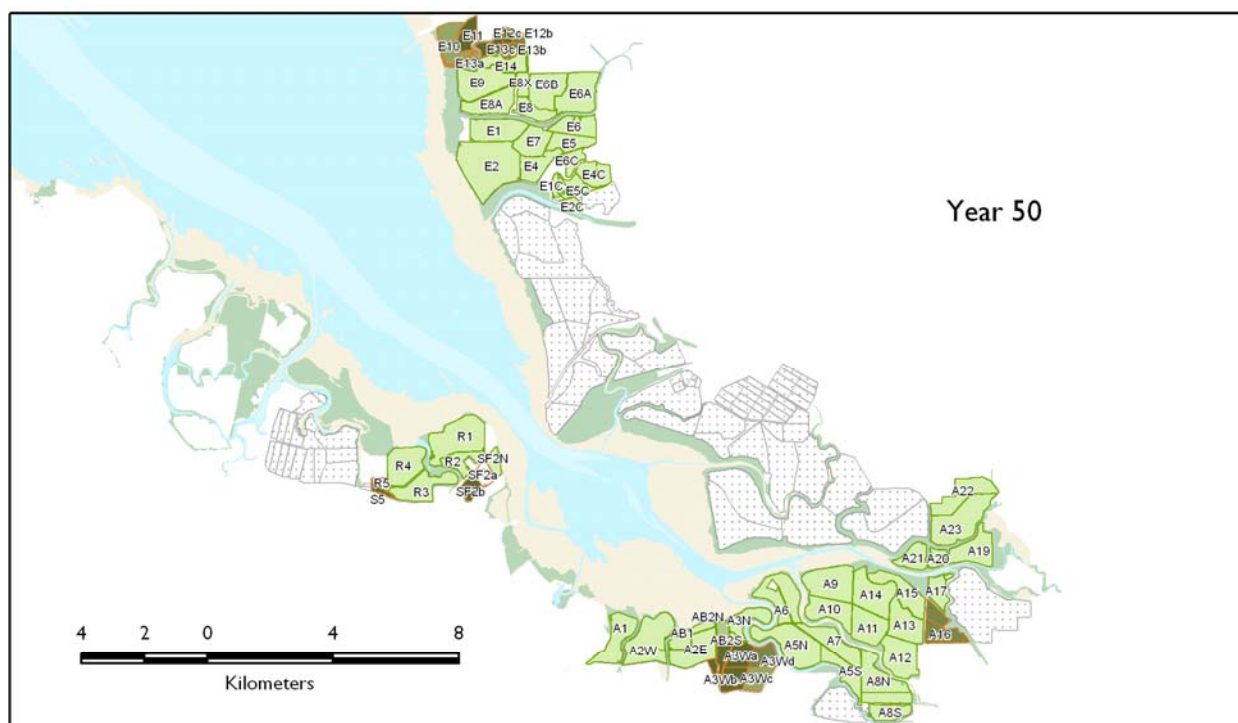 E11
E12c E12b
E10
E13c E13b
E13a E14
E9
E8X E6B
E6A
E8A
E8
E1
E6
E7
E5
E2
E4
E6C
E4C
E1C
E5C
E2C
Year 50
R1
R2 SF2N
R4
SF2a
R5
R3
SF2b
S5
A22
A23
A19
A21 A20
A9
A14 A15 A17
A6
AB2N A3N
A10
A1
AB1
AB2S
A11
A13
A16
A2W
A2E
A5N
A7
A3Wa A3Wd
A12
A3Wb A3Wc
A5S
A8N
A8S
4 2 0 4 8
Kilometers